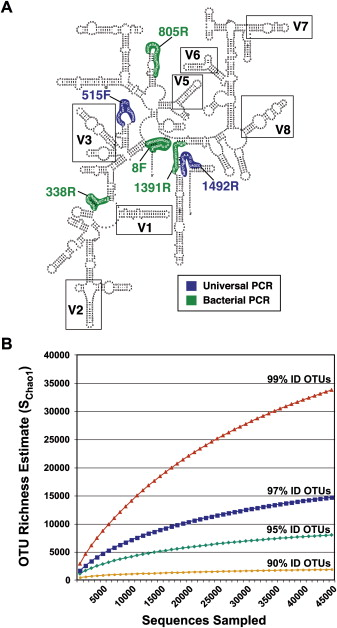 A
805R
V7
V6
V5
515F
V3
V8
8F
1391R
1492R
338R
V1
V2
Universal PCR
Bacterial PCR
B
OTU Richness Estimate (SChao1)
40000
35000
30000
25000
20000
15000
10000
5000
0
99% ID OTUs
97% ID OTUs
95% ID OTUs
90% ID OTUs
5000
10000
15000
20000
25000
30000
35000
40000
45000
Sequences Sampled